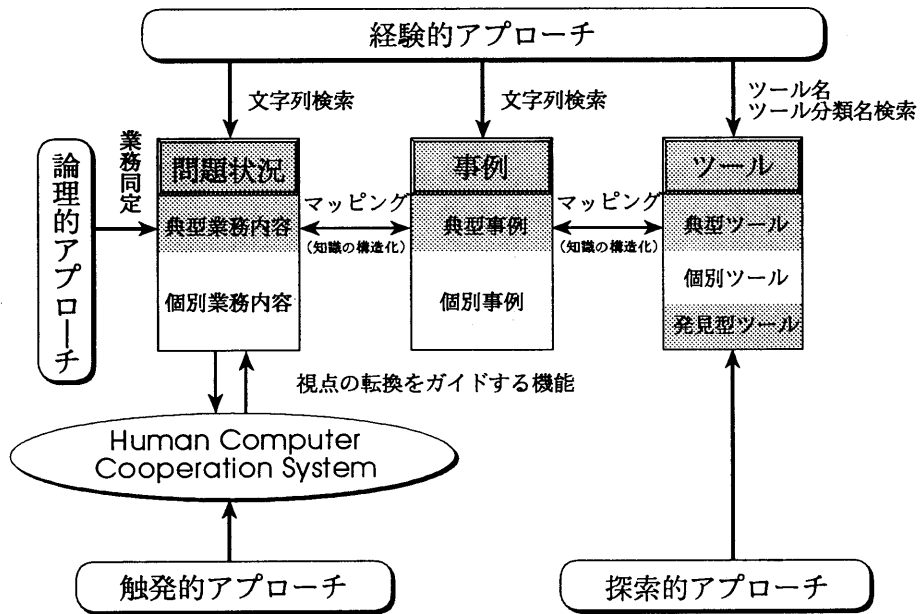 経験的アプローチ
文字列検索
文字列検索
ツール名
ツール分類名検索
論理的アプローチ
業務同定
問題状況
典型業務内容
個別業務内容
マッピング
(知識の構造化)
事例
典型事例
個別事例
マッピング
(知識の構造化)
ツール
典型ツール
個別ツール
発見型ツール
視点の転換をガイドする機能
Human Computer
Cooperation System
触発的アプローチ
探索的アプローチ